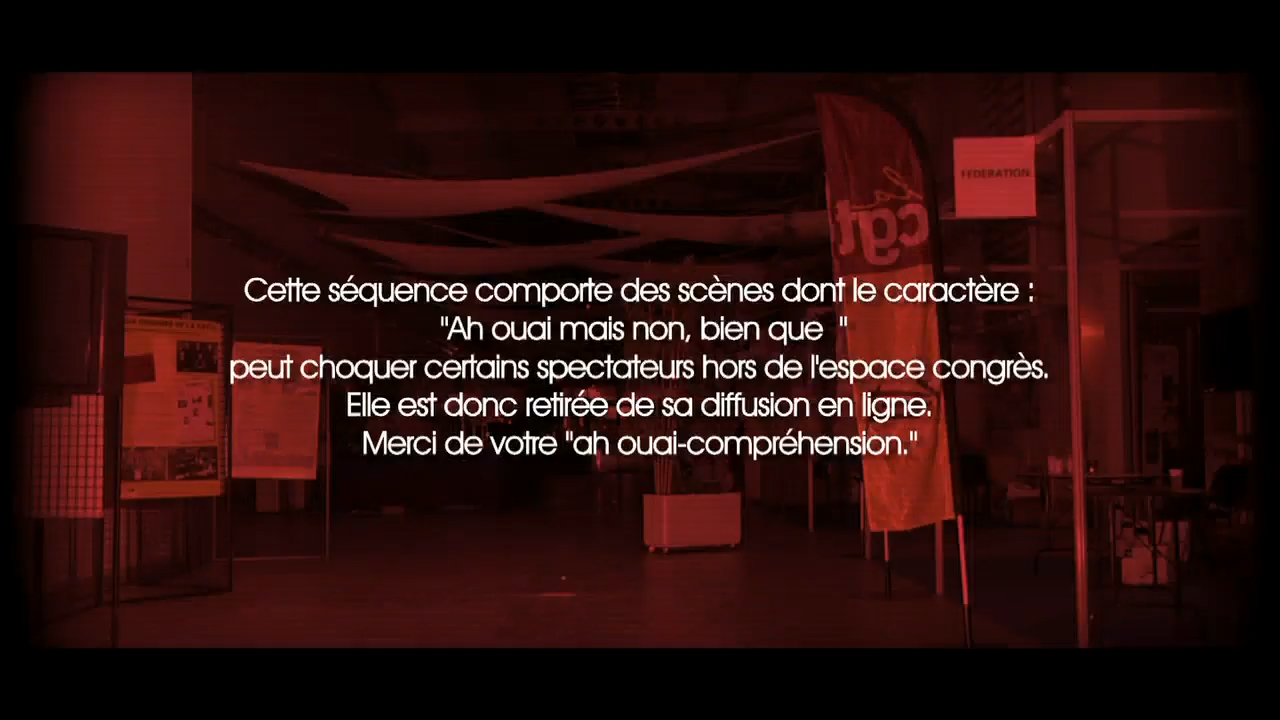 FEDERATION
la cgt
Cette séquence comporte des scènes dont le caractère :
"Ah ouai mais non, bien que "
peut choquer certains spectateurs hors de l'espace congrès.
Elle est donc retirée de sa diffusion en ligne.
Merci de votre "ah ouai-compréhension."